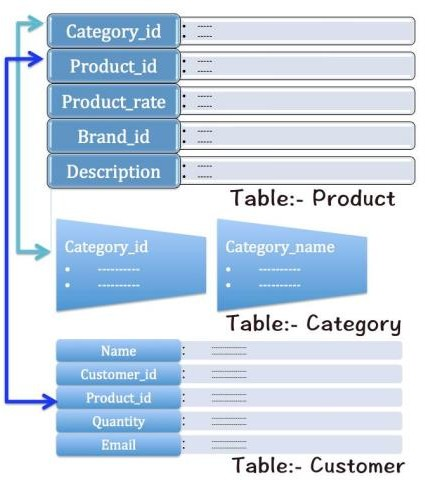 Category_id
• -----
• -----
Product_id
• -----
• -----
Product_rate
• -----
• -----
Brand_id
• -----
• -----
Description
• -----
• -----
Table:- Product
Category_id
• ----------
• ----------
Category_name
• ----------
• ----------
Table:- Category
Name
Customer_id
Product_id
Quantity
Email
Table:- Customer